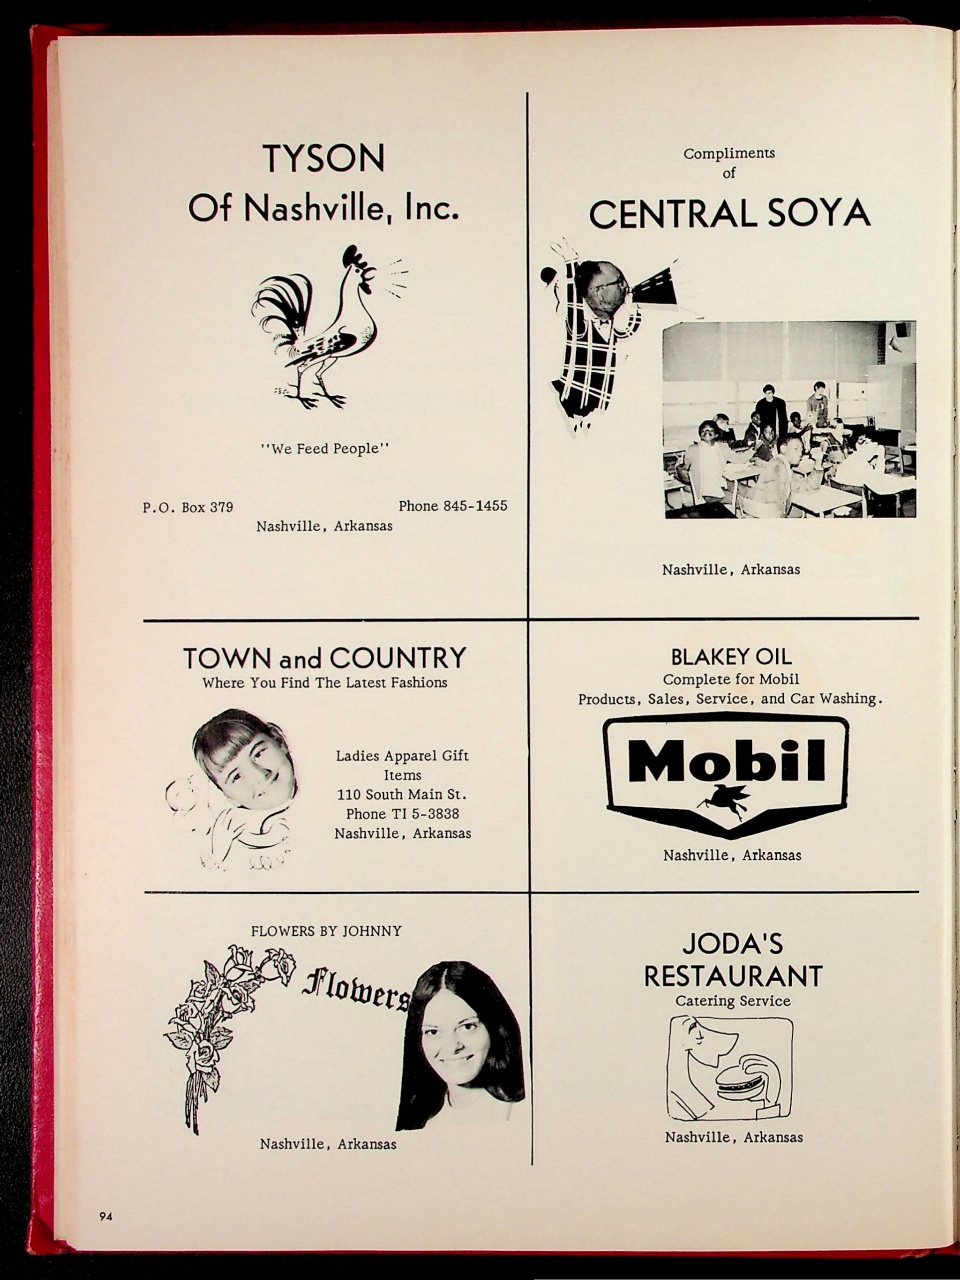 TYSON
Of Nashville, Inc.
"We Feed People"
P.O. Box 379
Phone 845-1455
Nashville, Arkansas
Compliments
of
CENTRAL SOYA
Nashville, Arkansas
TOWN and COUNTRY
Where You Find The Latest Fashions
Ladies Apparel Gift
Items
110 South Main St.
Phone TI 5-3838
Nashville, Arkansas
BLAKEY OIL
Complete for Mobil
Products, Sales, Service, and Car Washing.
Mobil
Nashville, Arkansas
FLOWERS BY JOHNNY
Flowers
Nashville, Arkansas
JODA'S
RESTAURANT
Catering Service
Nashville, Arkansas
94